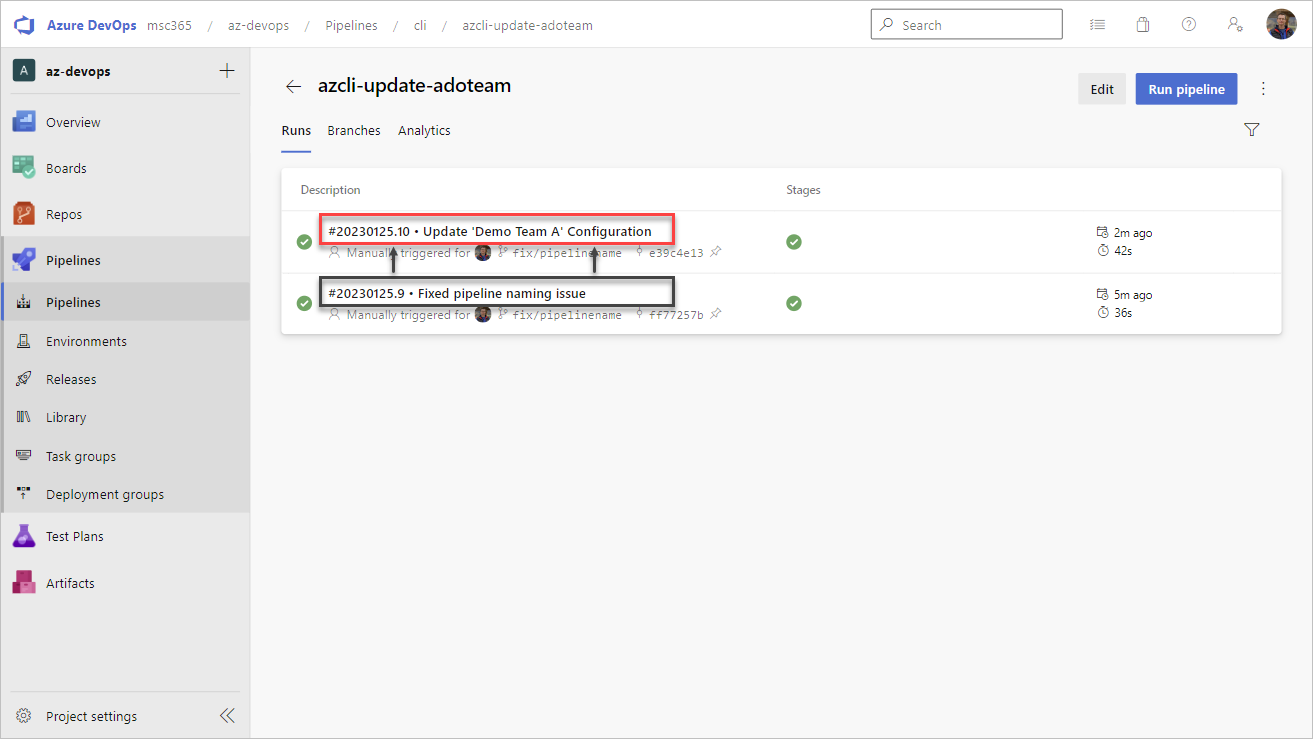 Azure DevOps msc365 / az-devops / Pipelines / cli / azcli-update-adoteam Search
A az-devops
Overview
Boards
Repos
Pipelines
Pipelines
Environments
Releases
Library
Task groups
Deployment groups
Test Plans
Artifacts
Project settings
azcli-update-adoteam
Edit Run pipeline
Runs Branches Analytics
Description Stages
#20230125.10 • Update 'Demo Team A' Configuration
Manually triggered for fix/pipelinename e39c4e13
2m ago
42s
#20230125.9 • Fixed pipeline naming issue
Manually triggered for fix/pipelinename ff77257b
5m ago
36s